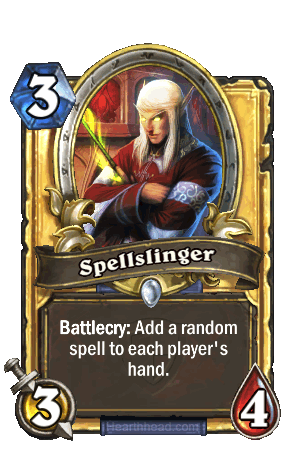 3
Spellslinger
Battlecry: Add a random
spell to each player's
hand.
3
4
Hearthhead.com